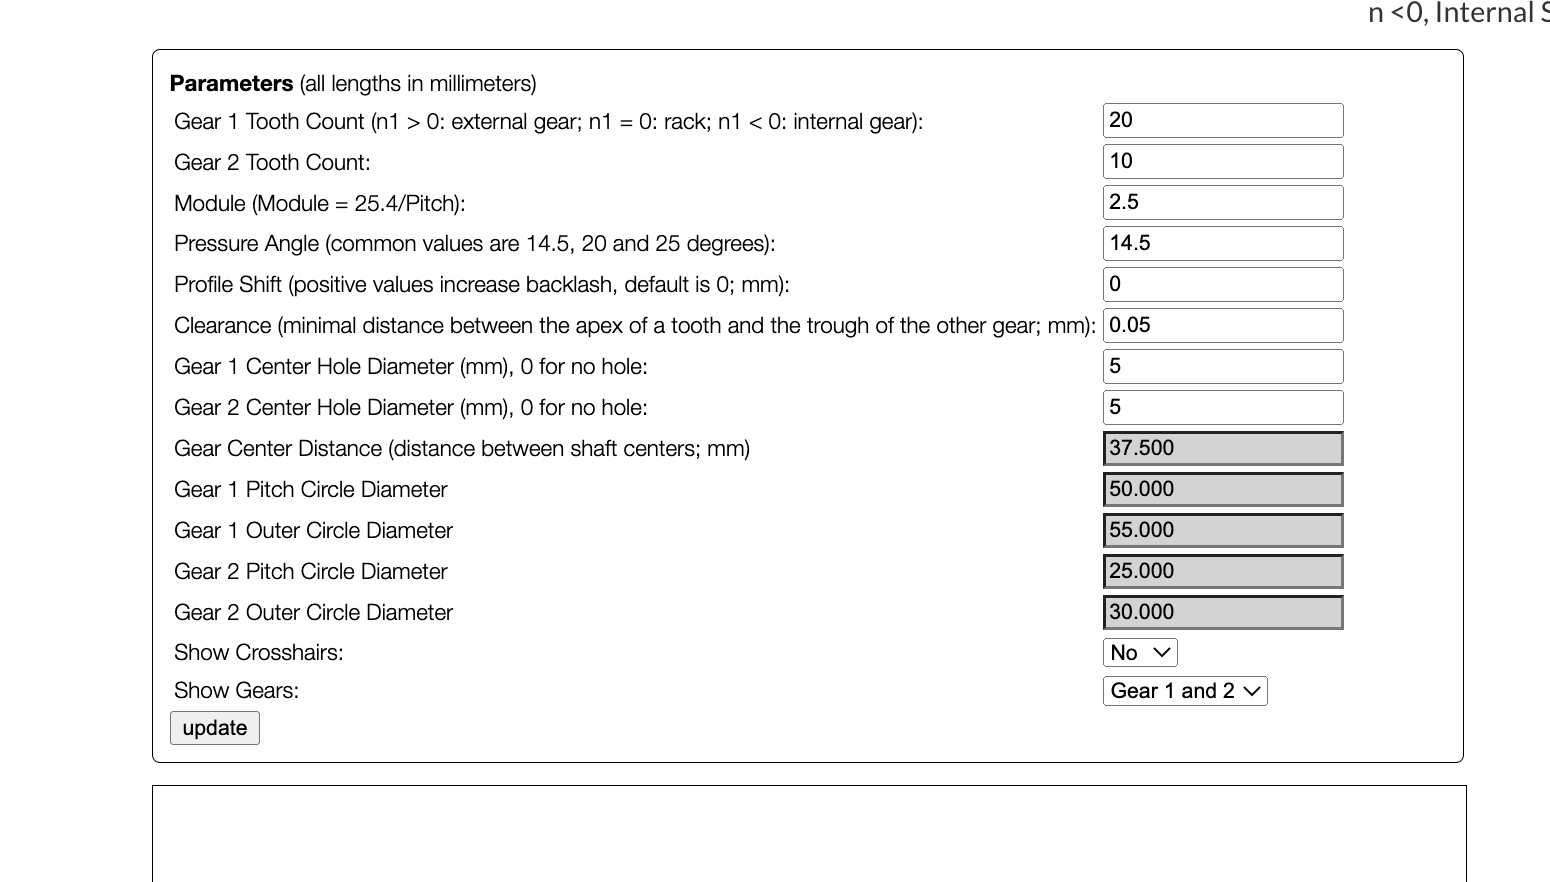 n <0, Internal S
Parameters (all lengths in millimeters)
Gear 1 Tooth Count (n1 > 0: external gear; n1 = 0: rack; n1 < 0: internal gear): 20
Gear 2 Tooth Count: 10
Module (Module = 25.4/Pitch): 2.5
Pressure Angle (common values are 14.5, 20 and 25 degrees): 14.5
Profile Shift (positive values increase backlash, default is 0; mm): 0
Clearance (minimal distance between the apex of a tooth and the trough of the other gear; mm): 0.05
Gear 1 Center Hole Diameter (mm), 0 for no hole: 5
Gear 2 Center Hole Diameter (mm), 0 for no hole: 5
Gear Center Distance (distance between shaft centers; mm) 37.500
Gear 1 Pitch Circle Diameter 50.000
Gear 1 Outer Circle Diameter 55.000
Gear 2 Pitch Circle Diameter 25.000
Gear 2 Outer Circle Diameter 30.000
Show Crosshairs: No
Show Gears: Gear 1 and 2
update